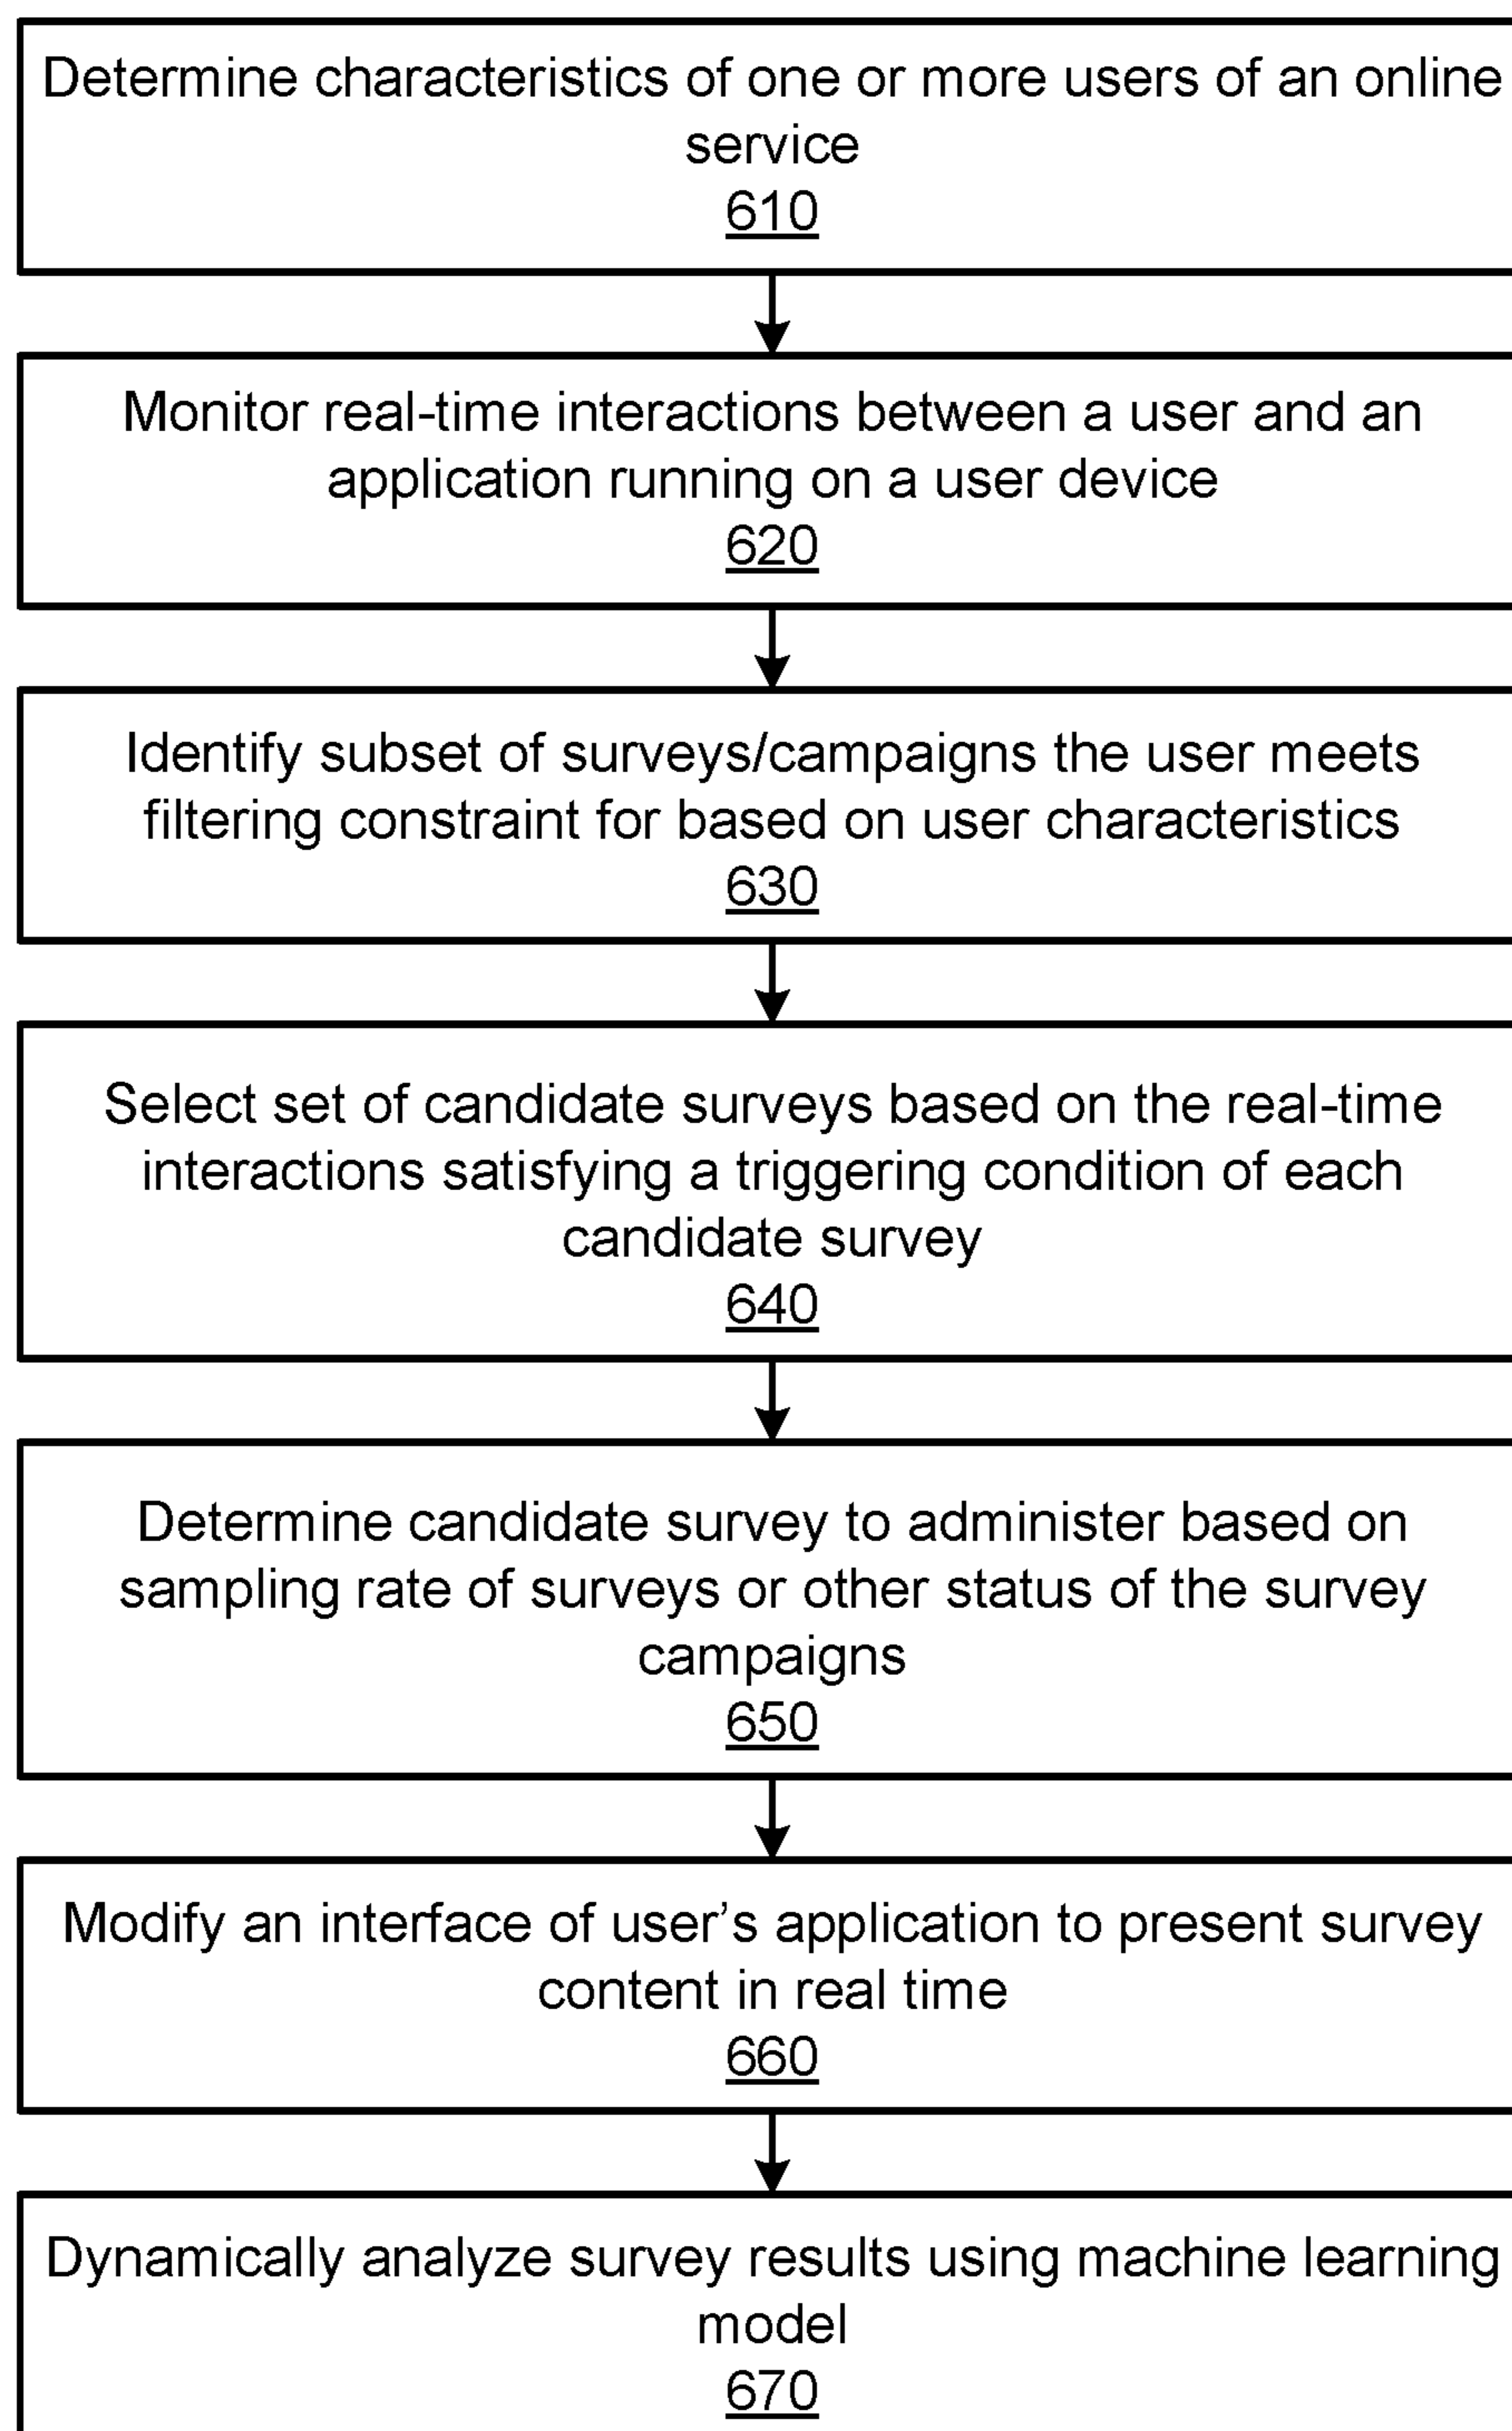 Determine characteristics of one or more users of an online
service
610
Monitor real-time interactions between a user and an
application running on a user device
620
Identify subset of surveys/campaigns the user meets
filtering constraint for based on user characteristics
630
Select set of candidate surveys based on the real-time
interactions satisfying a triggering condition of each
candidate survey
640
Determine candidate survey to administer based on
sampling rate of surveys or other status of the survey
campaigns
650
Modify an interface of user’s application to present survey
content in real time
660
Dynamically analyze survey results using machine learning
model
670